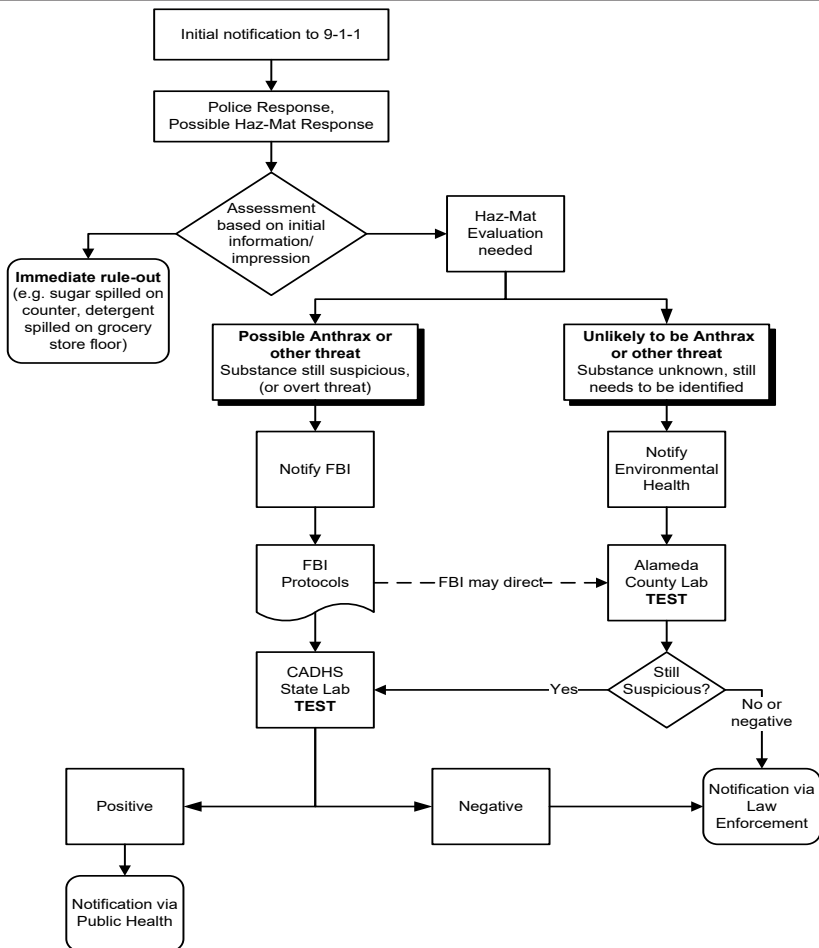 Initial notification to 9-1-1
Police Response,
Possible Haz-Mat Response
Assessment
based on initial
information/
impression
Haz-Mat
Evaluation
needed
Immediate rule-out
(e.g. sugar spilled on
counter, detergent
spilled on grocery
store floor)
Possible Anthrax or
other threat
Substance still suspicious,
(or overt threat)
Unlikely to be Anthrax
or other threat
Substance unknown, still
needs to be identified
Notify FBI
Notify
Environmental
Health
FBI
Protocols
FBI may direct
Alameda
County Lab
TEST
CADHS
State Lab
TEST
Yes
Still
Suspicious?
No or
negative
Positive
Negative
Notification via
Law
Enforcement
Notification via
Public Health